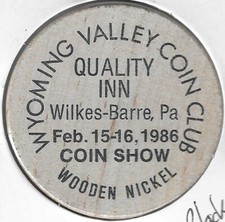 WYOMING VALLEY COIN CLUB
QUALITY
INN
Wilkes-Barre, Pa
Feb. 15-16, 1986
COIN SHOW
WOODEN NICKEL